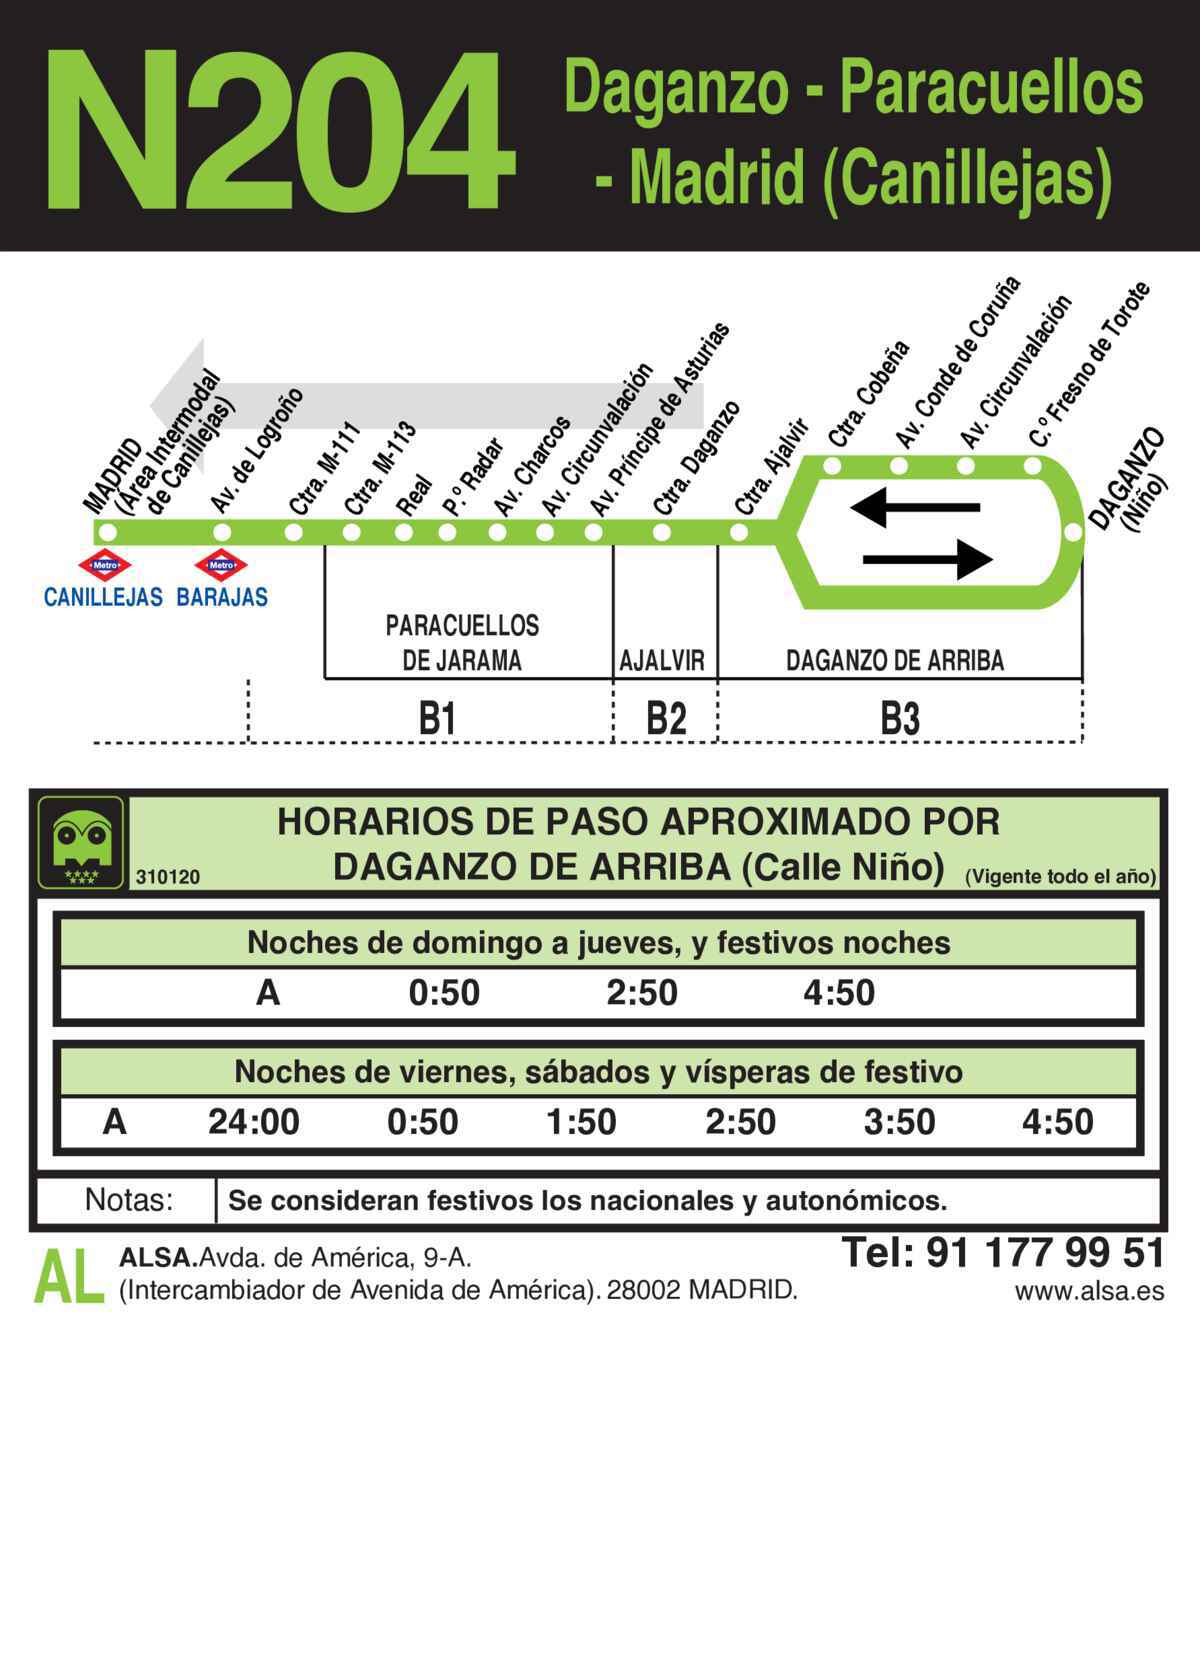 N204
Daganzo - Paracuellos
- Madrid (Canillejas)
MADRID
(Área Intermodal
de Canillejas)
Av. de Logroño
Ctra. M-111
Ctra. M-113
Real
P.º Radar
Av. Charcos
Av. Circunvalación
Av. Príncipe de Asturias
Ctra. Daganzo
Ctra. Ajalvir
Ctra. Cobeña
Av. Conde de Coruña
Av. Circunvalación
C.º Fresno de Torote
DAGANZO
(Niño)
Metro
Metro
CANILLEJAS
BARAJAS
PARACUELLOS
DE JARAMA
AJALVIR
DAGANZO DE ARRIBA
B1
B2
B3
HORARIOS DE PASO APROXIMADO POR
310120
DAGANZO DE ARRIBA (Calle Niño) (Vigente todo el año)
Noches de domingo a jueves, y festivos noches
A 0:50 2:50 4:50
Noches de viernes, sábados y vísperas de festivo
A 24:00 0:50 1:50 2:50 3:50 4:50
Notas: Se consideran festivos los nacionales y autonómicos.
AL
ALSA.Avda. de América, 9-A.
(Intercambiador de Avenida de América). 28002 MADRID.
Tel: 91 177 99 51
www.alsa.es